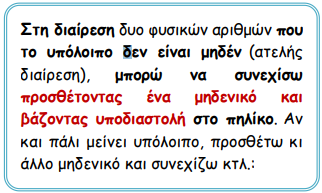 Στη διαίρεση δυο φυσικών αριθμών που
το υπόλοιπο δεν είναι μηδέν (ατελής
διαίρεση), μπορώ να συνεχίσω
προσθέτοντας ένα μηδενικό και
βάζοντας υποδιαστολή στο πηλίκο. Αν
και πάλι μείνει υπόλοιπο, προσθέτω κι
άλλο μηδενικό και συνεχίζω κτλ.: